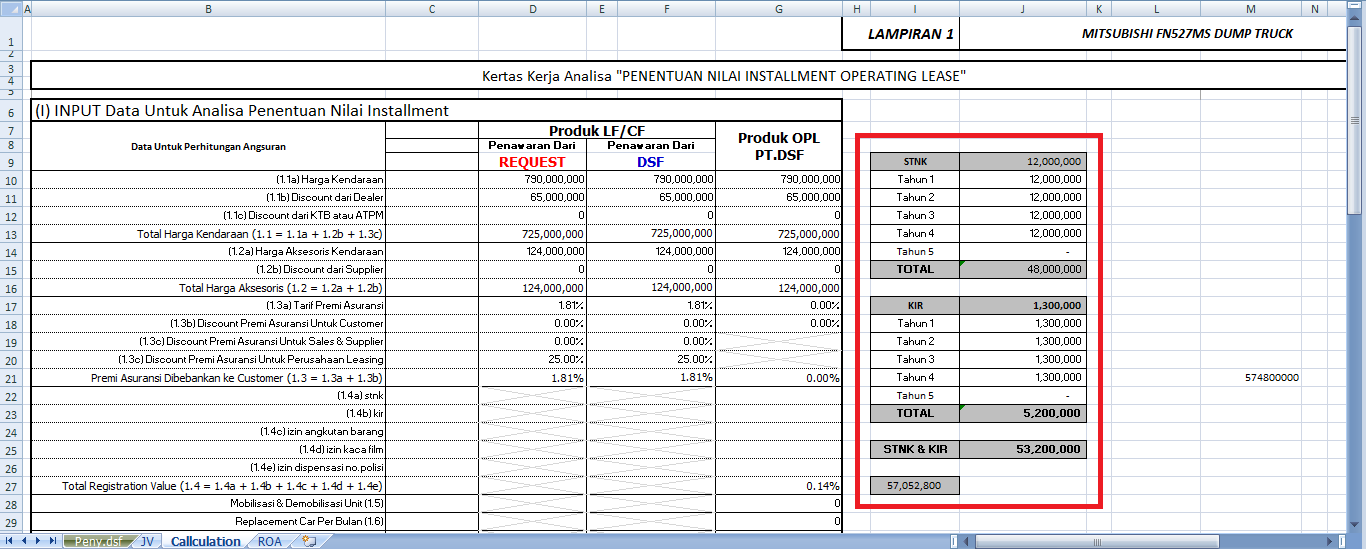 A B C D E F G H I J K L M N
1 LAMPIRAN 1 MITSUBISHI FN527MS DUMP TRUCK
2
3 Kertas Kerja Analisa "PENENTUAN NILAI INSTALLMENT OPERATING LEASE"
4
5
6 (I) INPUT Data Untuk Analisa Penentuan Nilai Installment
7 Data Untuk Perhitungan Angsuran Produk LF/CF Produk OPL PT.DSF
8 Penawaran Dari Penawaran Dari
9 REQUEST DSF STNK 12,000,000
10 (1.1a) Harga Kendaraan 790,000,000 790,000,000 790,000,000 Tahun 1 12,000,000
11 (1.1b) Discount dari Dealer 65,000,000 65,000,000 65,000,000 Tahun 2 12,000,000
12 (1.1c) Discount dari KTB atau ATPM 0 0 0 Tahun 3 12,000,000
13 Total Harga Kendaraan (1.1 = 1.1a + 1.2b + 1.3c) 725,000,000 725,000,000 725,000,000 Tahun 4 12,000,000
14 (1.2a) Harga Aksesoris Kendaraan 124,000,000 124,000,000 124,000,000 Tahun 5 -
15 (1.2b) Discount dari Supplier 0 0 0 TOTAL 48,000,000
16 Total Harga Aksesoris (1.2 = 1.2a + 1.2b) 124,000,000 124,000,000 124,000,000
17 (1.3a) Tarif Premi Asuransi 1.81% 1.81% 0.00% KIR 1,300,000
18 (1.3b) Discount Premi Asuransi Untuk Customer 0.00% 0.00% 0.00% Tahun 1 1,300,000
19 (1.3c) Discount Premi Asuransi Untuk Sales & Supplier 0.00% 0.00% Tahun 2 1,300,000
20 (1.3c) Discount Premi Asuransi Untuk Perusahaan Leasing 25.00% 25.00% Tahun 3 1,300,000
21 Premi Asuransi Dibebankan ke Customer (1.3 = 1.3a + 1.3b) 1.81% 1.81% 0.00% Tahun 4 1,300,000 574800000
22 (1.4a) stnk Tahun 5 -
23 (1.4b) kir TOTAL 5,200,000
24 (1.4c) izin angkutan barang
25 (1.4d) izin kaca film STNK & KIR 53,200,000
26 (1.4e) izin dispensasi no.polisi
27 Total Registration Value (1.4 = 1.4a + 1.4b + 1.4c + 1.4d + 1.4e) 0.14% 57,052,800
28 Mobilisasi & Demobilisasi Unit (1.5) 0
29 Replacement Car Per Bulan (1.6) 0
Peny.dsf JV Callculation ROA